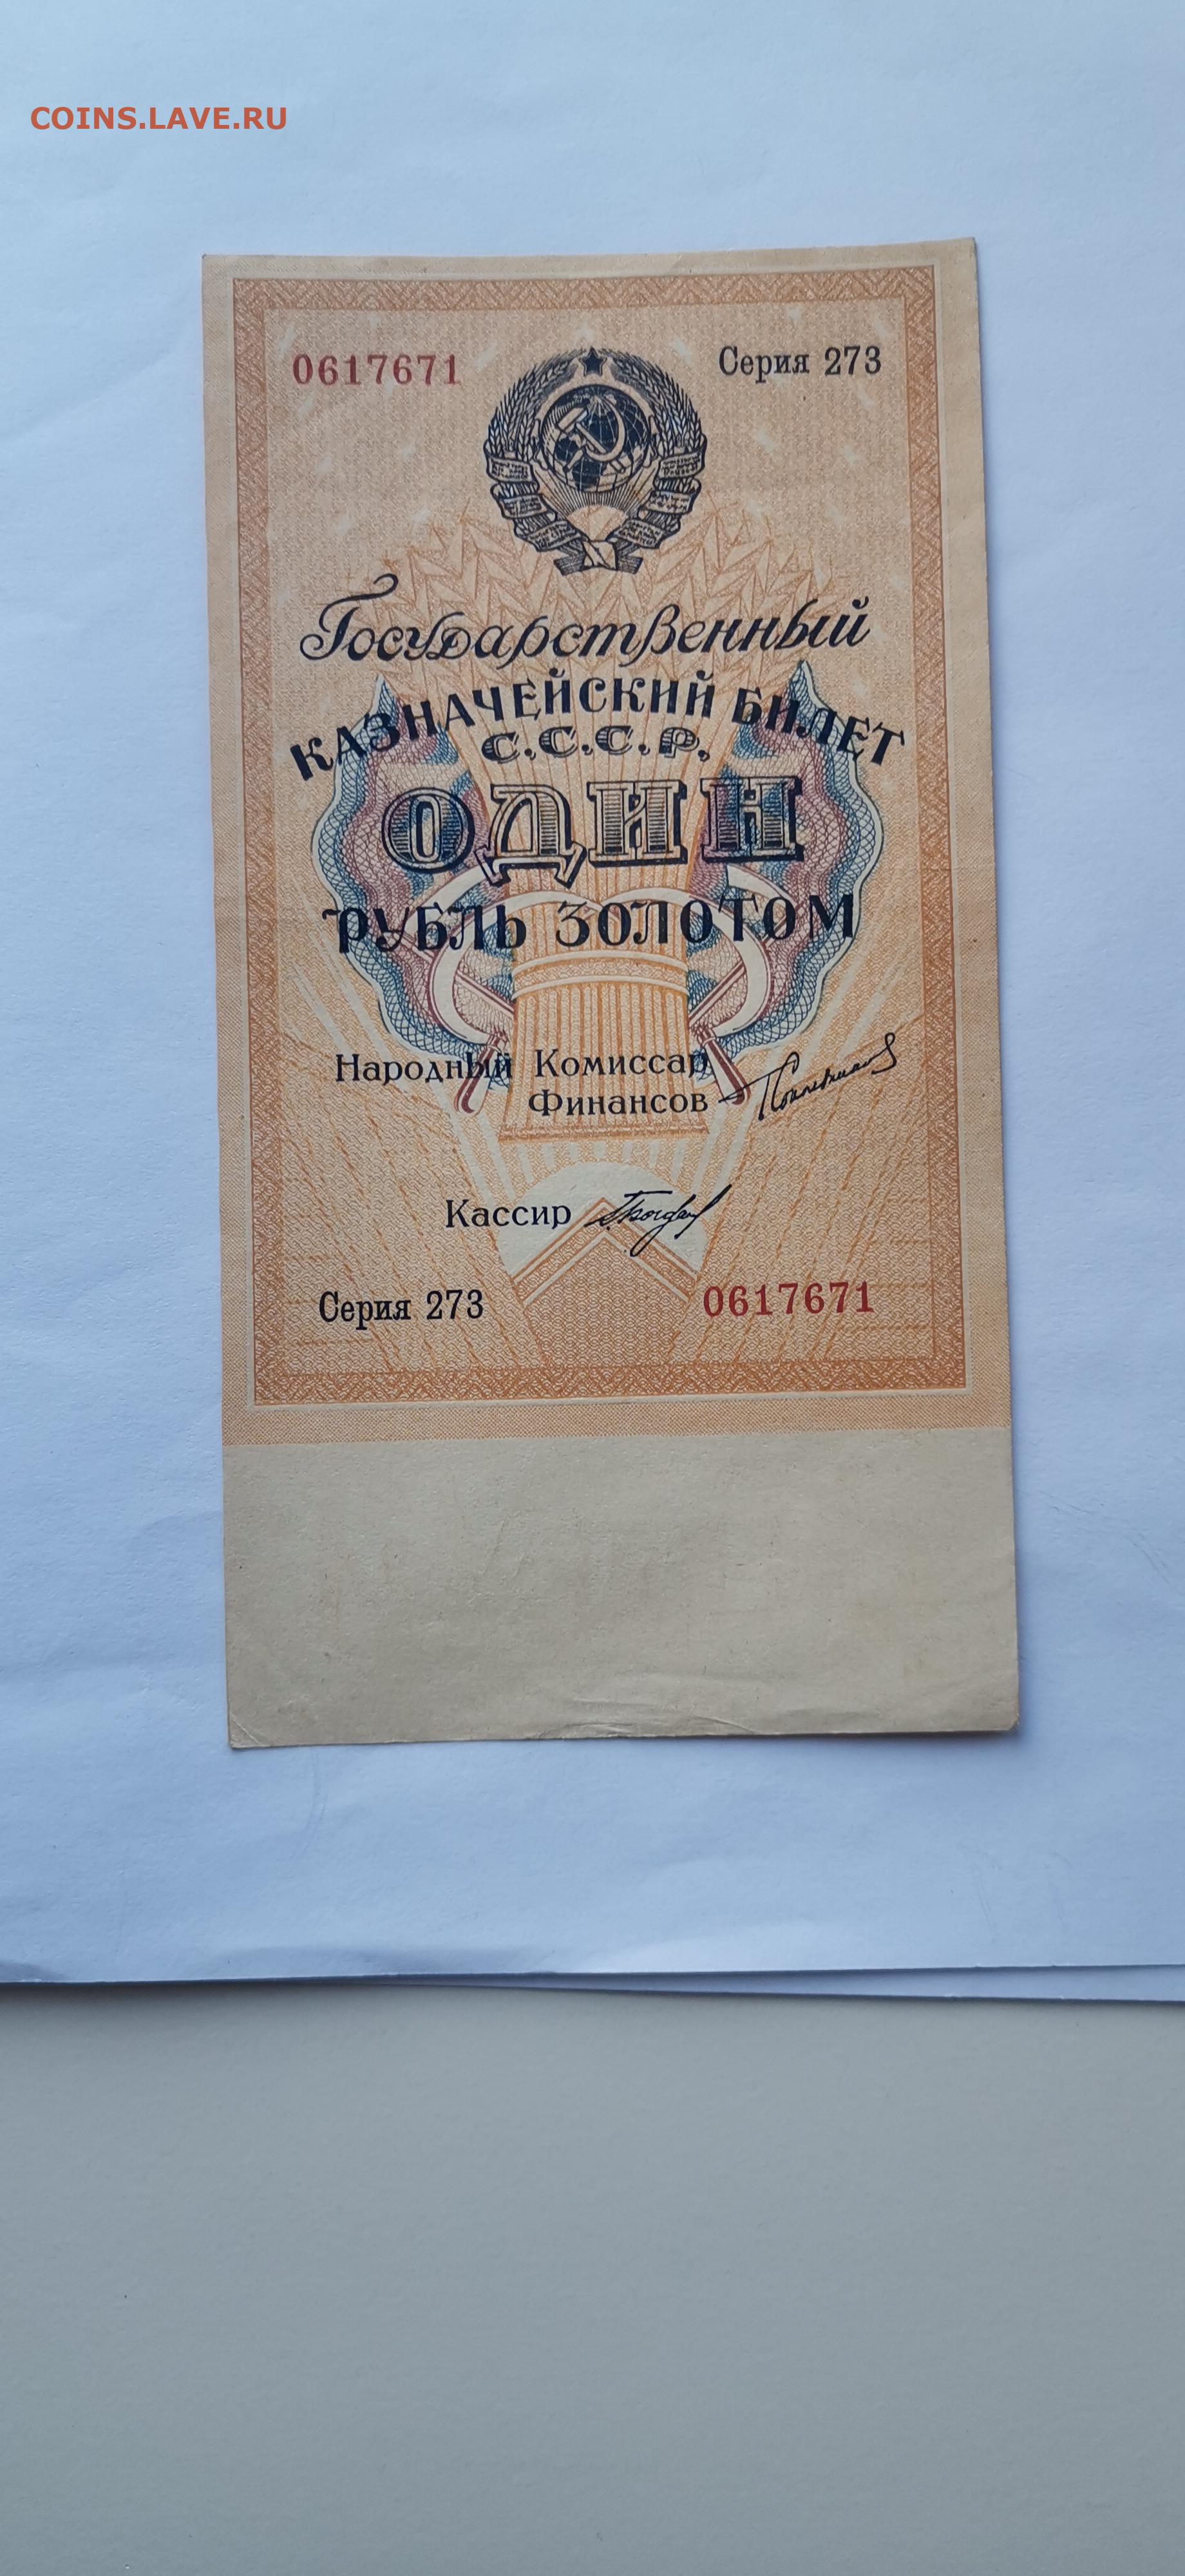 COINS.LAVE.RU
0617671 Серия 273
Государственный
КАЗНАЧЕЙСКИЙ БИЛЕТ
С.С.С.Р.
ОДИН
РУБЛЬ ЗОЛОТОМ
Народный Комиссар
Финансов
Кассир
Серия 273 0617671